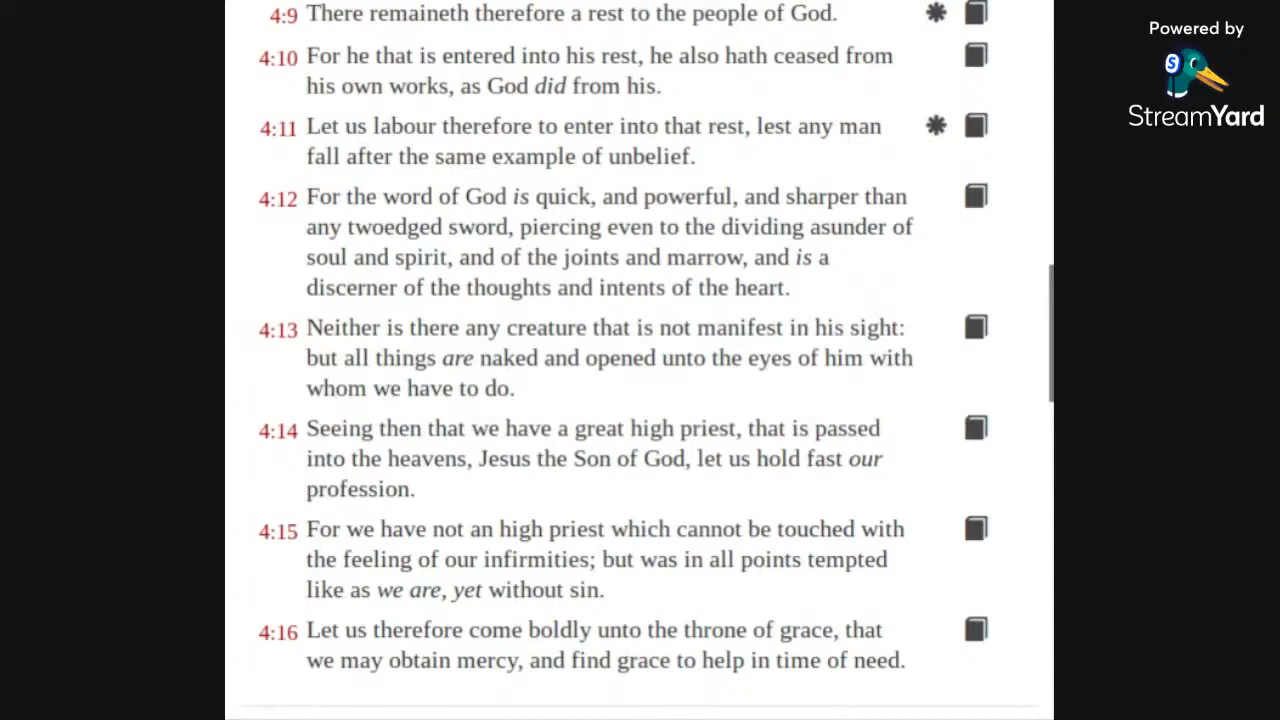 4:9 There remaineth therefore a rest to the people of God.
4:10 For he that is entered into his rest, he also hath ceased from
his own works, as God did from his.
4:11 Let us labour therefore to enter into that rest, lest any man
fall after the same example of unbelief.
4:12 For the word of God is quick, and powerful, and sharper than
any twoedged sword, piercing even to the dividing asunder of
soul and spirit, and of the joints and marrow, and is a
discerner of the thoughts and intents of the heart.
4:13 Neither is there any creature that is not manifest in his sight:
but all things are naked and opened unto the eyes of him with
whom we have to do.
4:14 Seeing then that we have a great high priest, that is passed
into the heavens, Jesus the Son of God, let us hold fast our
profession.
4:15 For we have not an high priest which cannot be touched with
the feeling of our infirmities; but was in all points tempted
like as we are, yet without sin.
4:16 Let us therefore come boldly unto the throne of grace, that
we may obtain mercy, and find grace to help in time of need.
Powered by
S
StreamYard